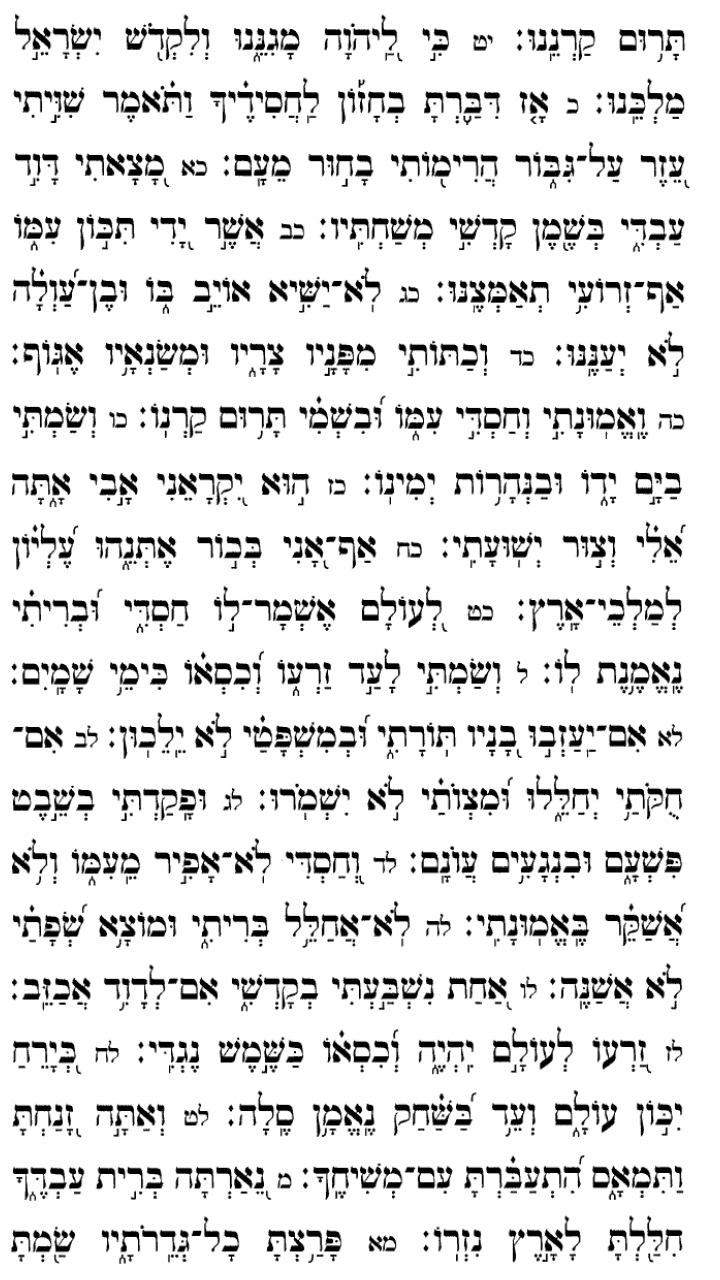 תָּר֥וּם קַרְנֵֽנוּ׃ יט כִּ֣י לַ֭יהוָֹה מָגִנֵּ֑נוּ וְלִקְד֖וֹשׁ יִשְׂרָאֵ֣ל
מַלְכֵּֽנוּ׃ כ אָ֤ז דִּבַּ֥רְתָּ בְחָז֡וֹן לַֽחֲסִידֶ֗יךָ וַתֹּ֗אמֶר שִׁוִּ֣יתִי
עֵ֭זֶר עַל־גִּבּ֑וֹר הֲרִימ֖וֹתִי בָח֣וּר מֵעָֽם׃ כא מָ֭צָאתִי דָּוִ֣ד
עַבְדִּ֑י בְּשֶׁ֖מֶן קָדְשִׁ֣י מְשַׁחְתִּֽיו׃ כב אֲשֶׁ֣ר יָ֭דִי תִּכּ֣וֹן עִמּ֑וֹ
אַף־זְרוֹעִ֥י תְאַמְּצֶֽנּוּ׃ כג לֹֽא־יַשִּׁ֣יא אוֹיֵ֣ב בּ֑וֹ וּבֶן־עַ֝וְלָ֗ה
לֹ֣א יְעַנֶּֽנּוּ׃ כד וְכַתּוֹתִ֣י מִפָּנָ֣יו צָרָ֑יו וּמְשַׂנְאָ֥יו אֶגּֽוֹף׃
כה וֶֽאֱמֽוּנָתִ֣י וְחַסְדִּ֣י עִמּ֑וֹ וּ֝בִשְׁמִ֗י תָּר֥וּם קַרְנֽוֹ׃ כו וְשַׂמְתִּ֣י
בַיָּ֣ם יָד֑וֹ וּבַנְּהָר֥וֹת יְמִינֽוֹ׃ כז ה֣וּא יִ֭קְרָאֵנִי אָ֣בִי אָ֑תָּה
אֵ֝לִ֗י וְצ֣וּר יְשׁוּעָתִֽי׃ כח אַף־אָ֭נִי בְּכ֣וֹר אֶתְּנֵ֑הוּ עֶ֝לְי֗וֹן
לְמַלְכֵי־אָֽרֶץ׃ כט לְ֭עוֹלָם אֶשְׁמָר־ל֣וֹ חַסְדִּ֑י וּ֝בְרִיתִ֗י
נֶֽאֱמֶ֥נֶת לֽוֹ׃ ל וְשַׂמְתִּ֣י לָעַ֣ד זַרְע֑וֹ וְ֝כִסְא֗וֹ כִּימֵ֥י שָׁמָֽיִם׃
לא אִם־יַֽעַזְב֣וּ בָ֭נָיו תּֽוֹרָתִ֑י וּ֝בְמִשְׁפָּטַ֗י לֹ֣א יֵֽלֵכֽוּן׃ לב אִם־
חֻקֹּתַ֥י יְחַלֵּ֑לוּ וּ֝מִצְוֹתַ֗י לֹ֣א יִשְׁמֹֽרוּ׃ לג וּפָֽקַדְתִּ֣י בְשֵׁ֣בֶט
פִּשְׁעָ֑ם וּבִנְגָעִ֥ים עֲוֹנָֽם׃ לד וְ֭חַסְדִּי לֹֽא־אָפִ֣יר מֵֽעִמּ֑וֹ וְלֹ֥א
אֲ֝שַׁקֵּ֗ר בֶּֽאֱמֽוּנָתִֽי׃ לה לֹֽא־אֲחַלֵּ֥ל בְּרִיתִ֑י וּמוֹצָ֥א שְׂ֝פָתַ֗י
לֹ֣א אֲשַׁנֶּֽה׃ לו אַ֭חַת נִשְׁבַּ֣עְתִּי בְקָדְשִׁ֑י אִם־לְדָוִ֥ד אֲכַזֵּֽב׃
לז זַ֭רְעוֹ לְעוֹלָ֣ם יִֽהְיֶ֑ה וְ֝כִסְא֗וֹ כַּשֶּׁ֥מֶשׁ נֶגְדִּֽי׃ לח כְּ֭יָרֵחַ
יִכּ֣וֹן עוֹלָ֑ם וְעֵ֥ד בַּ֝שַּׁ֗חַק נֶֽאֱמָ֥ן סֶֽלָה׃ לט וְאַתָּ֣ה זָ֭נַחְתָּ
וַתִּמְאָ֑ס הִ֝תְעַבַּ֗רְתָּ עִם־מְשִׁיחֶֽךָ׃ מ נֵ֭אַרְתָּה בְּרִ֣ית עַבְדֶּ֑ךָ
חִלַּ֖לְתָּ לָאָ֣רֶץ נִזְרֽוֹ׃ מא פָּרַ֥צְתָּ כָל־גְּדֵרֹתָ֑יו שַׂ֖מְתָּ